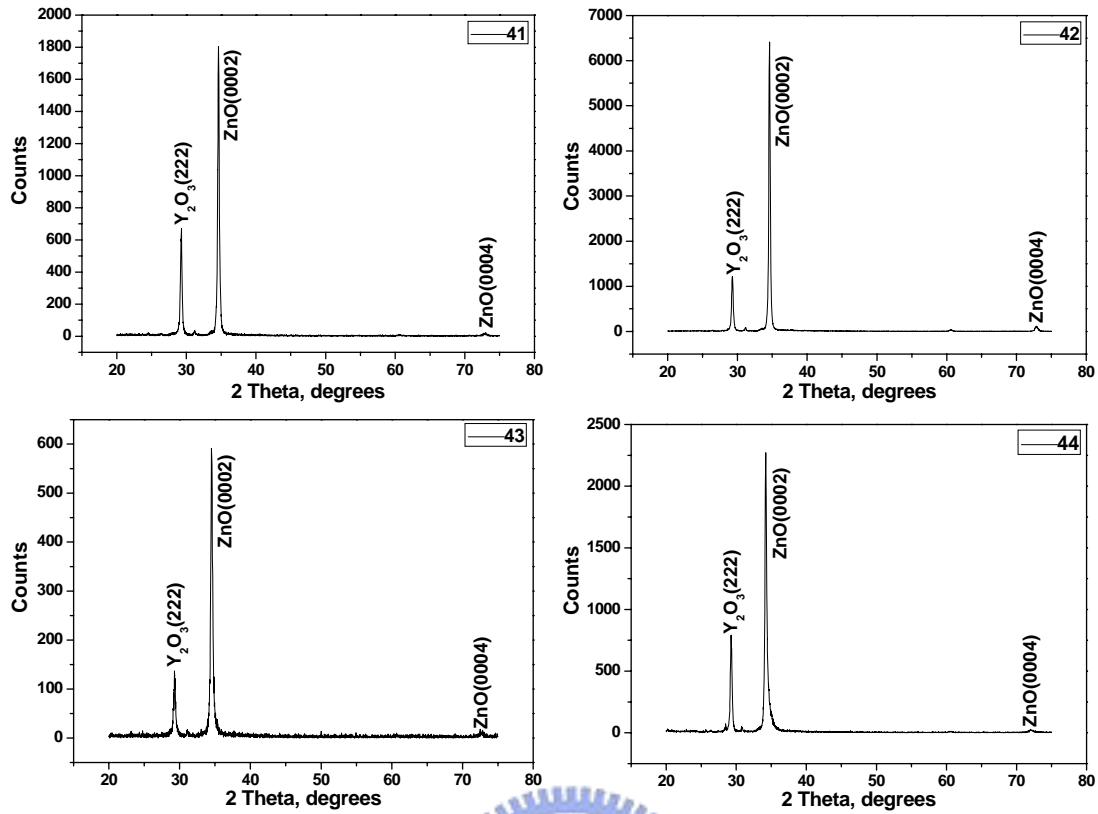 41
2000
1800
1600
1400
1200
1000
800
600
400
200
0
Counts
Y2O3(222)
ZnO(0002)
ZnO(0004)
20 30 40 50 60 70 80
2 Theta, degrees
42
7000
6000
5000
4000
3000
2000
1000
0
Counts
Y2O3(222)
ZnO(0002)
ZnO(0004)
20 30 40 50 60 70 80
2 Theta, degrees
43
600
500
400
300
200
100
0
Counts
Y2O3(222)
ZnO(0002)
ZnO(0004)
20 30 40 50 60 70 80
2 Theta, degrees
44
2500
2000
1500
1000
500
0
Counts
Y2O3(222)
ZnO(0002)
ZnO(0004)
20 30 40 50 60 70 80
2 Theta, degrees